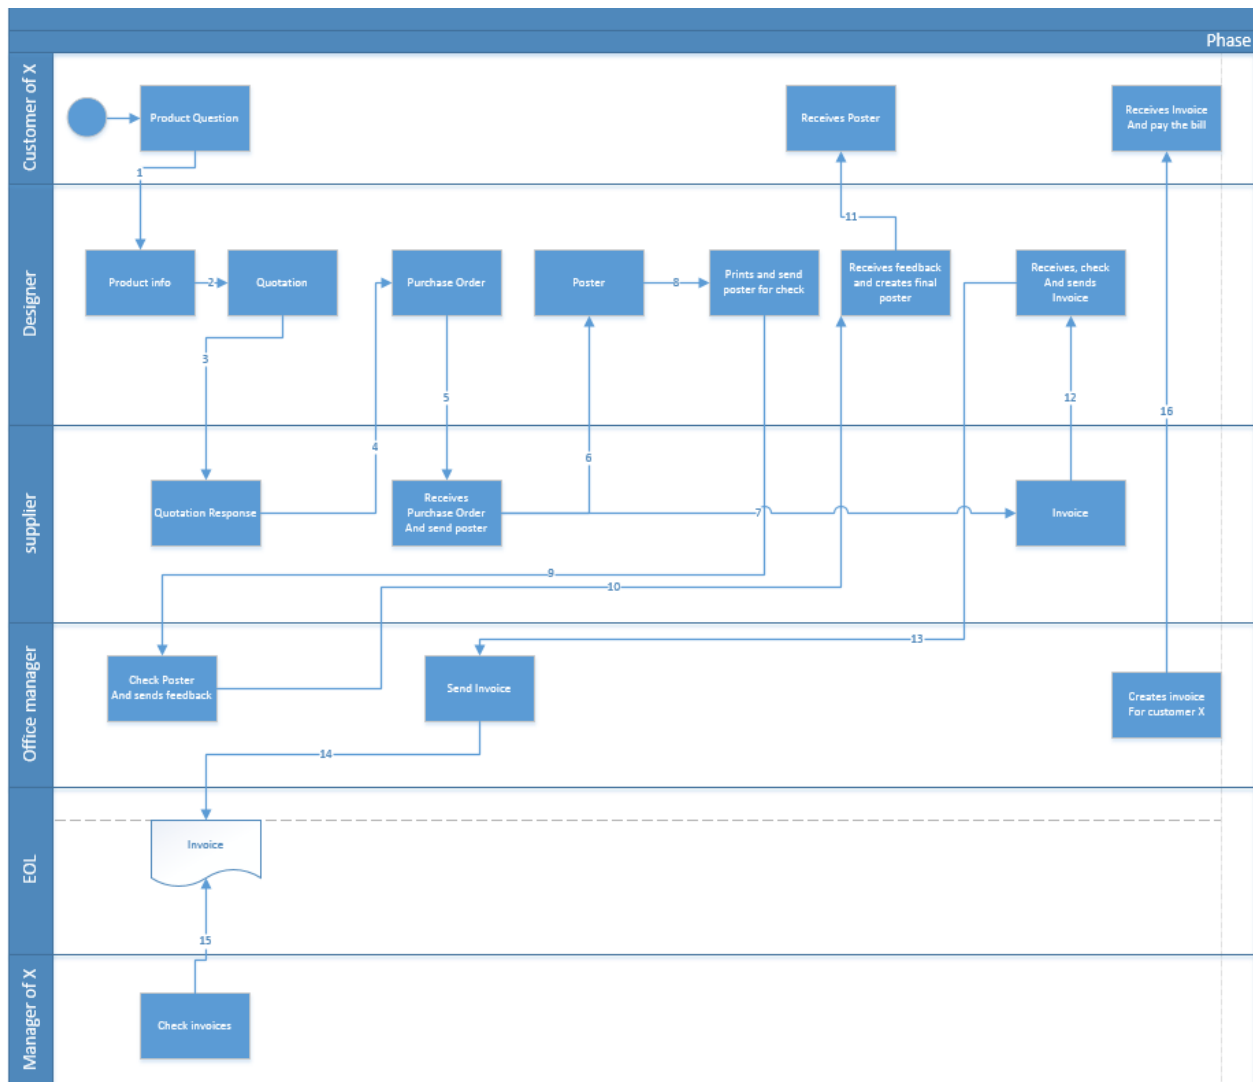 Phase
Customer of X
Product Question
Receives Poster
Receives Invoice
And pay the bill
1
11
Designer
Product info
2
Quotation
Purchase Order
Poster
8
Prints and send
poster for check
Receives feedback
and creates final
poster
Receives, check
And sends
Invoice
3
5
12
16
supplier
4
6
Quotation Response
Receives
Purchase Order
And send poster
7
Invoice
9
10
Office manager
13
Check Poster
And sends feedback
Send Invoice
Creates invoice
For customer X
14
EOL
Invoice
15
Manager of X
Check invoices